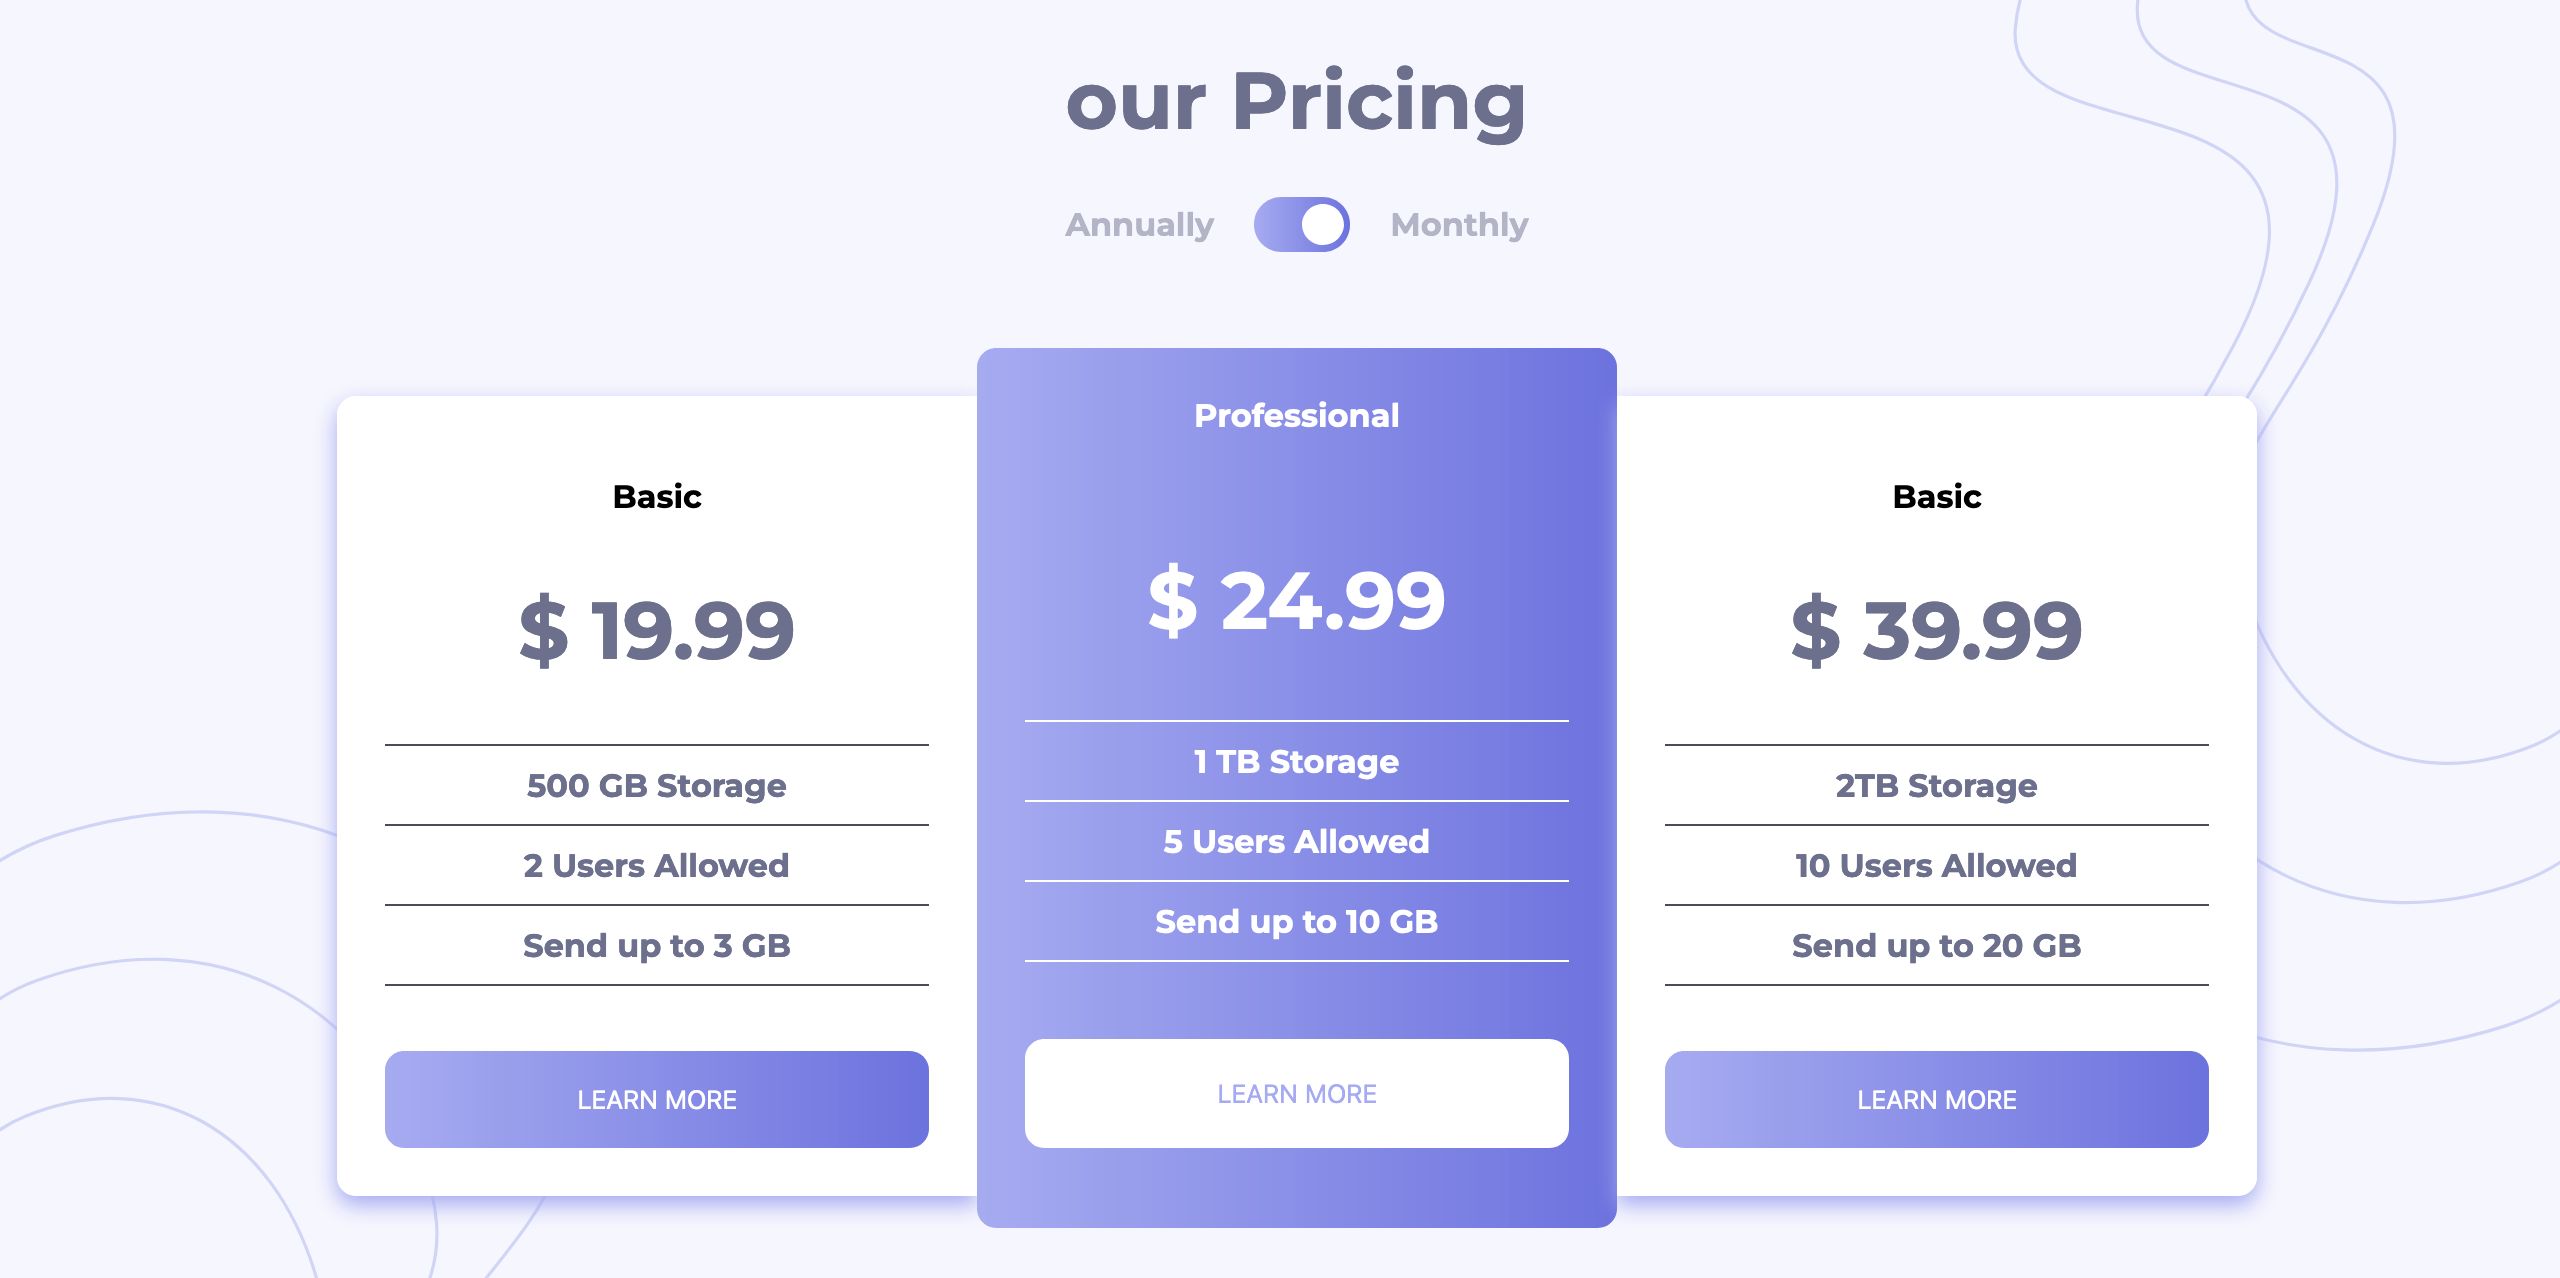 our Pricing
Annually
Monthly
Basic
$ 19.99
500 GB Storage
2 Users Allowed
Send up to 3 GB
LEARN MORE
Professional
$ 24.99
1 TB Storage
5 Users Allowed
Send up to 10 GB
LEARN MORE
Basic
$ 39.99
2TB Storage
10 Users Allowed
Send up to 20 GB
LEARN MORE